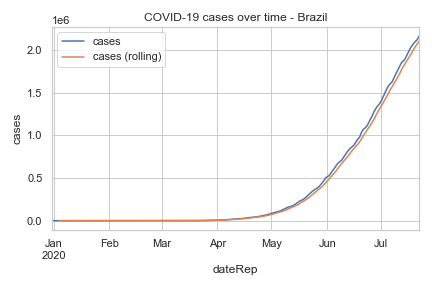 COVID-19 cases over time - Brazil
1e6
cases
cases (rolling)
2.0
1.5
1.0
0.5
0.0
cases
Jan Feb Mar Apr May Jun Jul
2020
dateRep